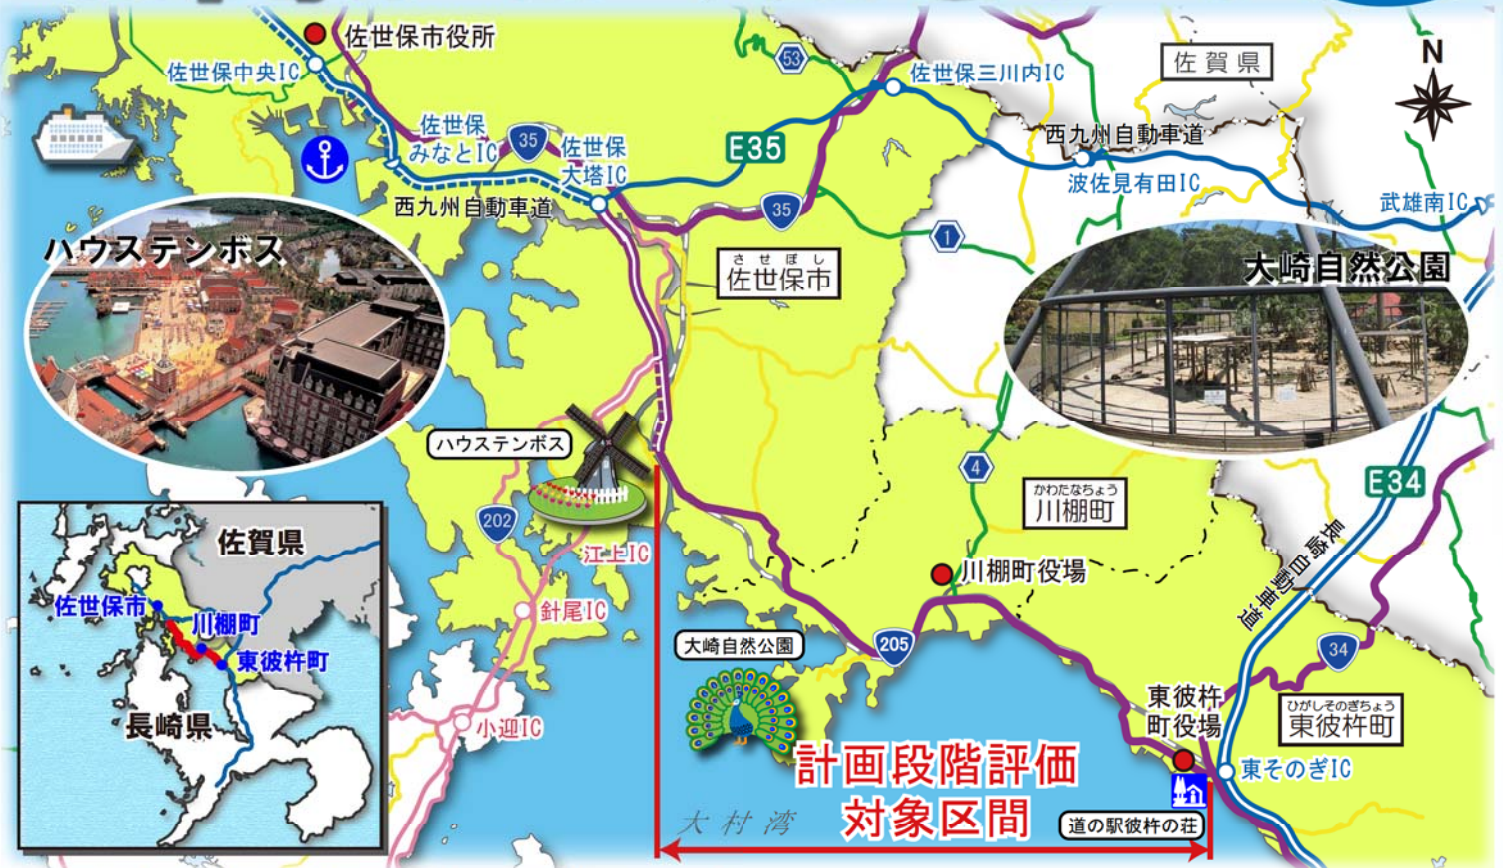 佐世保市役所
佐世保中央IC
53
佐世保三川内IC
佐賀県
N
佐世保
みなとIC
35
佐世保
大塔IC
E35
西九州自動車道
波佐見有田IC
武雄南IC
西九州自動車道
35
1
ハウステンボス
させぼし
佐世保市
大崎自然公園
ハウステンボス
202
江上IC
針尾IC
小迎IC
4
かわたなちょう
川棚町
E34
長崎自動車道
川棚町役場
大崎自然公園
205
34
東彼杵
町役場
ひがしそのぎちょう
東彼杵町
東そのぎIC
道の駅彼杵の荘
計画段階評価
対象区間
大村湾
佐賀県
佐世保市
川棚町
東彼杵町
長崎県